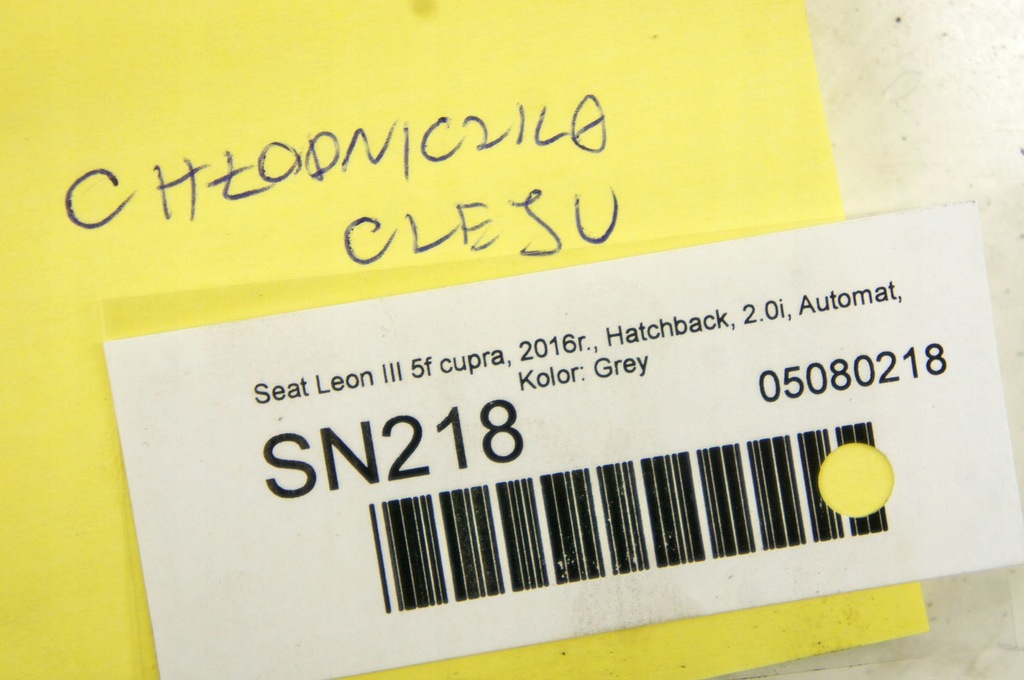 CHŁODNICZKA
OLEJU
Seat Leon III 5f cupra, 2016r., Hatchback, 2.0i, Automat,
Kolor: Grey
05080218
SN218